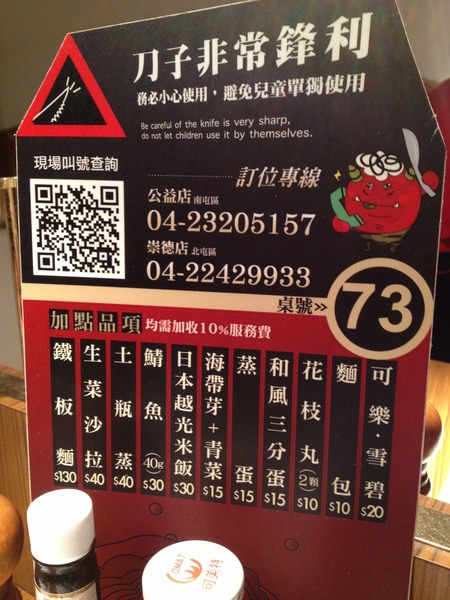 刀子非常鋒利
務必小心使用，避免兒童單獨使用
Be careful of the knife is very sharp,
do not let children use it by themselves.
現場叫號查詢
訂位專線
公益店 南屯區
04-23205157
崇德店 北屯區
04-22429933
桌號»
73
加點品項 均需加收10%服務費
鐵板麵 $130
生菜沙拉 $40
土瓶蒸 $40
鯖魚(40g) $30
日本越光米飯 $30
海帶芽+青菜 $15
蒸蛋 $15
和風三分蛋 $15
花枝丸(2顆) $10
麵包 $10
可樂·雪碧 $20
COMAT
可美特